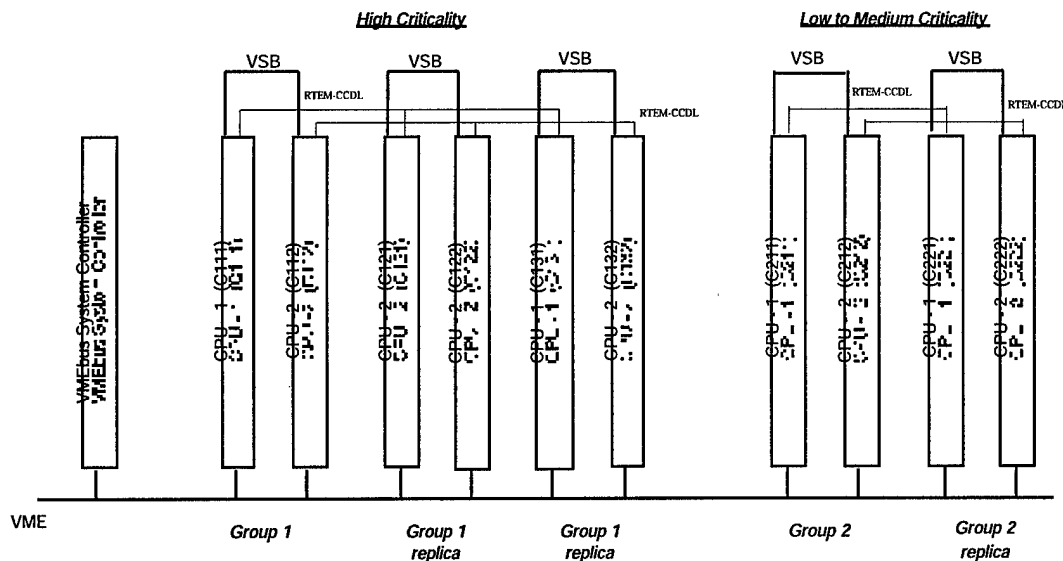 High Criticality
Low to Medium Criticality
VSB
VSB
VSB
VSB
VSB
RTEM-CCDL
RTEM-CCDL
RTEM-CCDL
RTEM-CCDL
VMEbus System Controller
CPU - 1 (C111)
CPU - 2 (C112)
CPU - 2 (C121)
CPU - 2 (C122)
CPU - 1 (C131)
CPU - 2 (C132)
CPU - 1 (C211)
CPU - 2 (C212)
CPU - 1 (C221)
CPU - 2 (C222)
VME
Group 1
Group 1
replica
Group 1
replica
Group 2
Group 2
replica